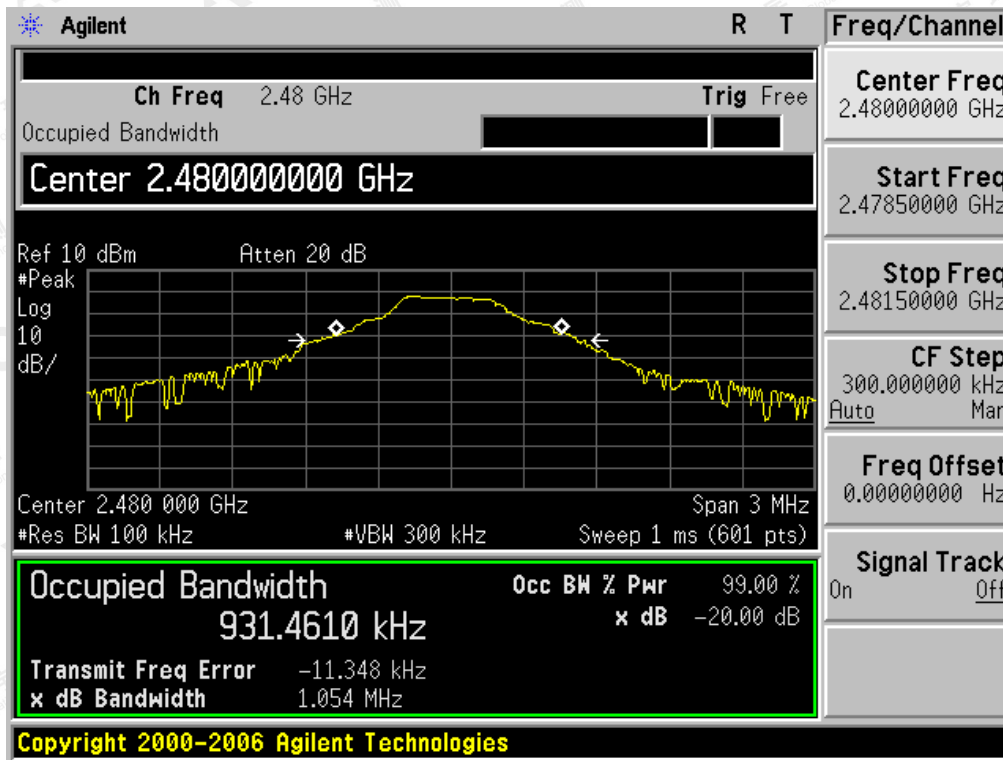 Agilent R T
Ch Freq 2.48 GHz Trig Free
Occupied Bandwidth
Center 2.480000000 GHz
Ref 10 dBm Atten 20 dB
#Peak
Log
10
dB/
Center 2.480 000 GHz Span 3 MHz
#Res BW 100 kHz #VBW 300 kHz Sweep 1 ms (601 pts)
Occupied Bandwidth Occ BW % Pwr 99.00 %
931.4610 kHz x dB -20.00 dB
Transmit Freq Error -11.348 kHz
x dB Bandwidth 1.054 MHz
Copyright 2000-2006 Agilent Technologies
Freq/Channel
Center Freq
2.48000000 GHz
Start Freq
2.47850000 GHz
Stop Freq
2.48150000 GHz
CF Step
300.000000 kHz
Auto Man
Freq Offset
0.00000000 Hz
Signal Track
On Off